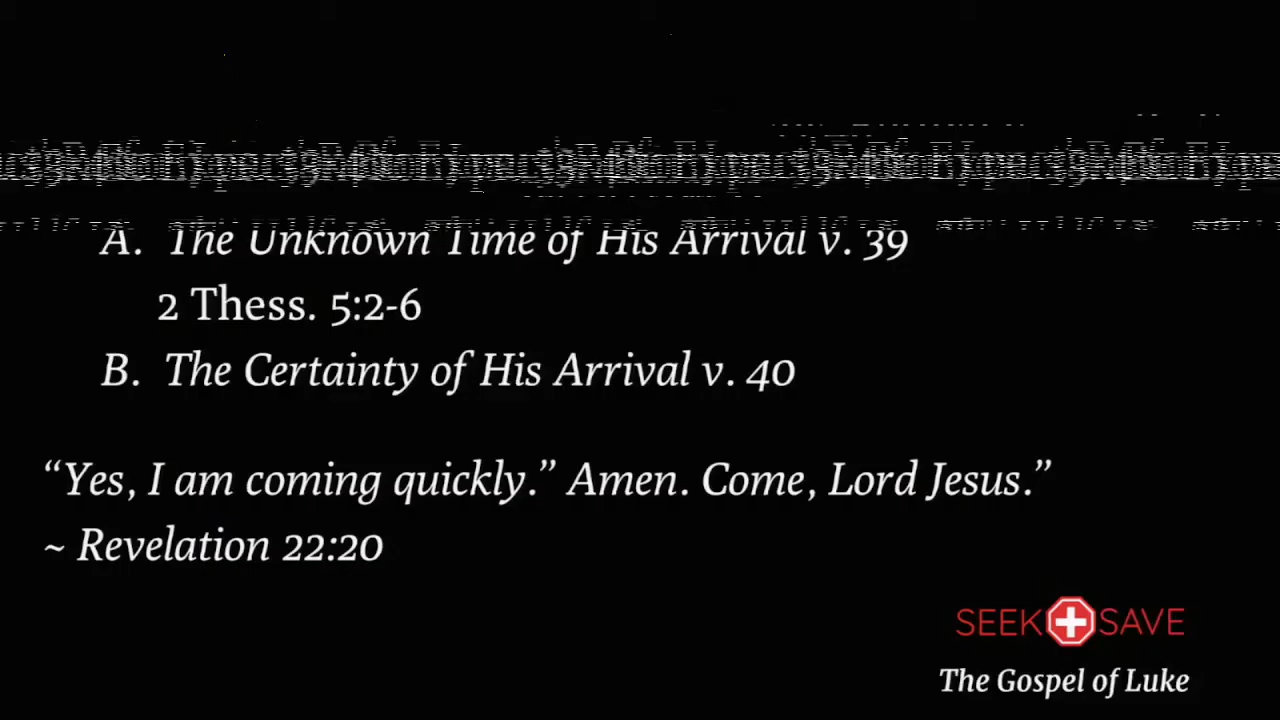 A. The Unknown Time of His Arrival v. 39
2 Thess. 5:2-6
B. The Certainty of His Arrival v. 40
“Yes, I am coming quickly.” Amen. Come, Lord Jesus.”
~ Revelation 22:20
SEEK SAVE
The Gospel of Luke